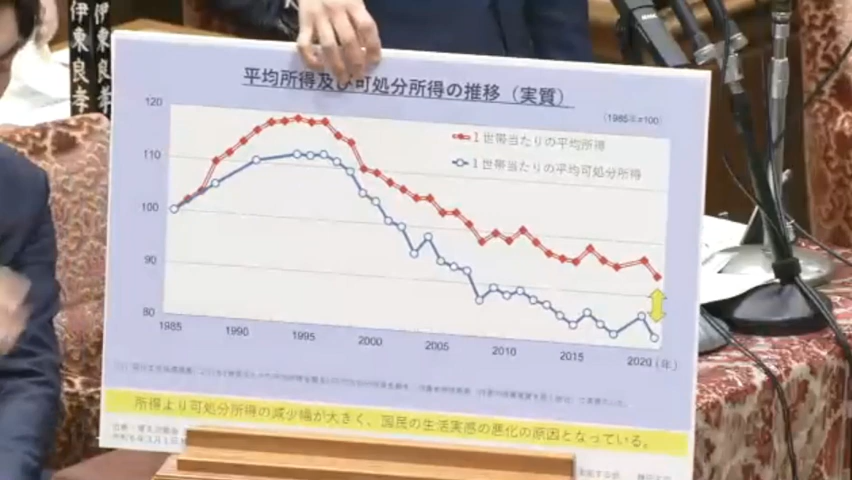 伊東良孝
伊東良孝
平均所得及び可処分所得の推移（実質）
(1985年=100)
1世帯当たりの平均所得
1世帯当たりの平均可処分所得
120
110
100
90
80
1985
1990
1995
2000
2005
2010
2015
2020 (年)
所得より可処分所得の減少幅が大きく、国民の生活実感の悪化の原因となっている。